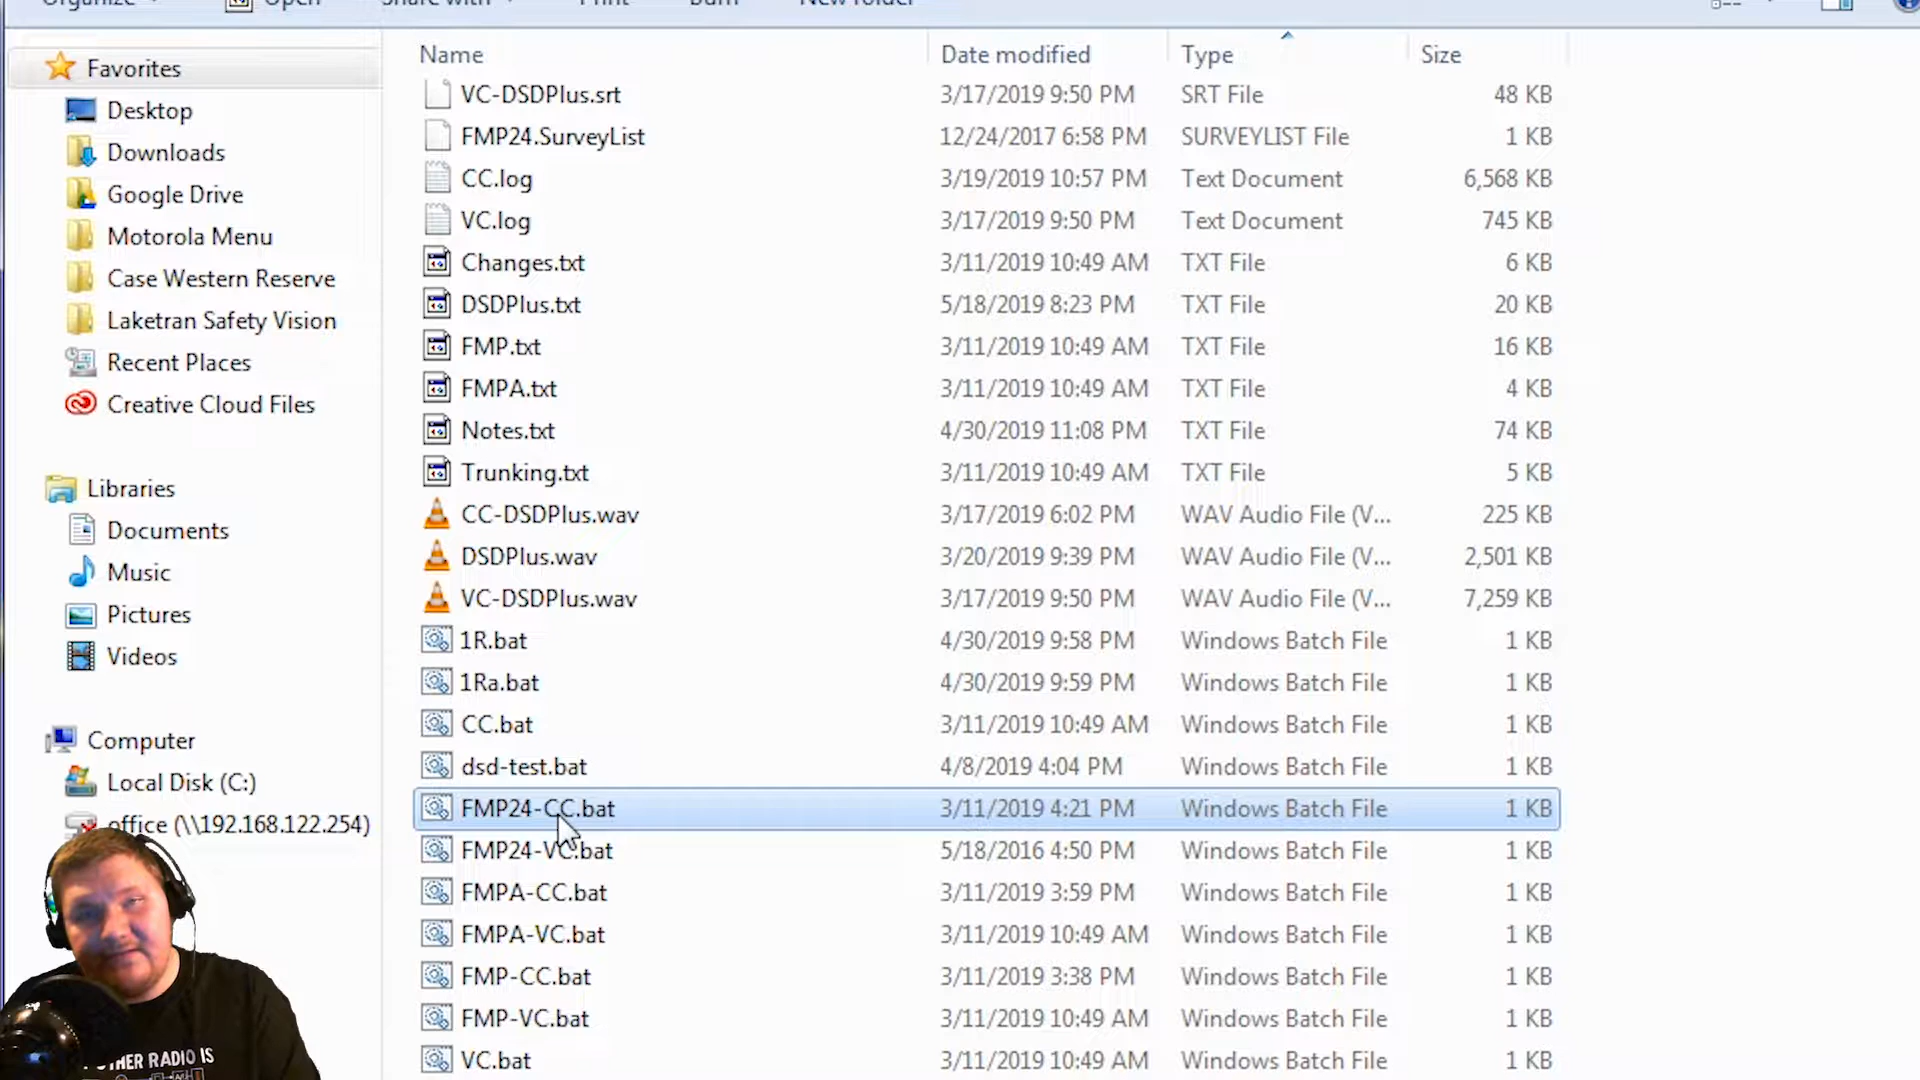 Organize Open Share with Print Burn New folder
Name Date modified Type Size
Favorites
Desktop
Downloads
Google Drive
Motorola Menu
Case Western Reserve
Laketran Safety Vision
Recent Places
Creative Cloud Files
Libraries
Documents
Music
Pictures
Videos
Computer
Local Disk (C:)
office (\\192.168.122.254)
VC-DSDPlus.srt 3/17/2019 9:50 PM SRT File 48 KB
FMP24.SurveyList 12/24/2017 6:58 PM SURVEYLIST File 1 KB
CC.log 3/19/2019 10:57 PM Text Document 6,568 KB
VC.log 3/17/2019 9:50 PM Text Document 745 KB
Changes.txt 3/11/2019 10:49 AM TXT File 6 KB
DSDPlus.txt 5/18/2019 8:23 PM TXT File 20 KB
FMP.txt 3/11/2019 10:49 AM TXT File 16 KB
FMPA.txt 3/11/2019 10:49 AM TXT File 4 KB
Notes.txt 4/30/2019 11:08 PM TXT File 74 KB
Trunking.txt 3/11/2019 10:49 AM TXT File 5 KB
CC-DSDPlus.wav 3/17/2019 6:02 PM WAV Audio File (V... 225 KB
DSDPlus.wav 3/20/2019 9:39 PM WAV Audio File (V... 2,501 KB
VC-DSDPlus.wav 3/17/2019 9:50 PM WAV Audio File (V... 7,259 KB
1R.bat 4/30/2019 9:58 PM Windows Batch File 1 KB
1Ra.bat 4/30/2019 9:59 PM Windows Batch File 1 KB
CC.bat 3/11/2019 10:49 AM Windows Batch File 1 KB
dsd-test.bat 4/8/2019 4:04 PM Windows Batch File 1 KB
FMP24-CC.bat 3/11/2019 4:21 PM Windows Batch File 1 KB
FMP24-VC.bat 5/18/2016 4:50 PM Windows Batch File 1 KB
FMPA-CC.bat 3/11/2019 3:59 PM Windows Batch File 1 KB
FMPA-VC.bat 3/11/2019 10:49 AM Windows Batch File 1 KB
FMP-CC.bat 3/11/2019 3:38 PM Windows Batch File 1 KB
FMP-VC.bat 3/11/2019 10:49 AM Windows Batch File 1 KB
VC.bat 3/11/2019 10:49 AM Windows Batch File 1 KB
RADIO IS